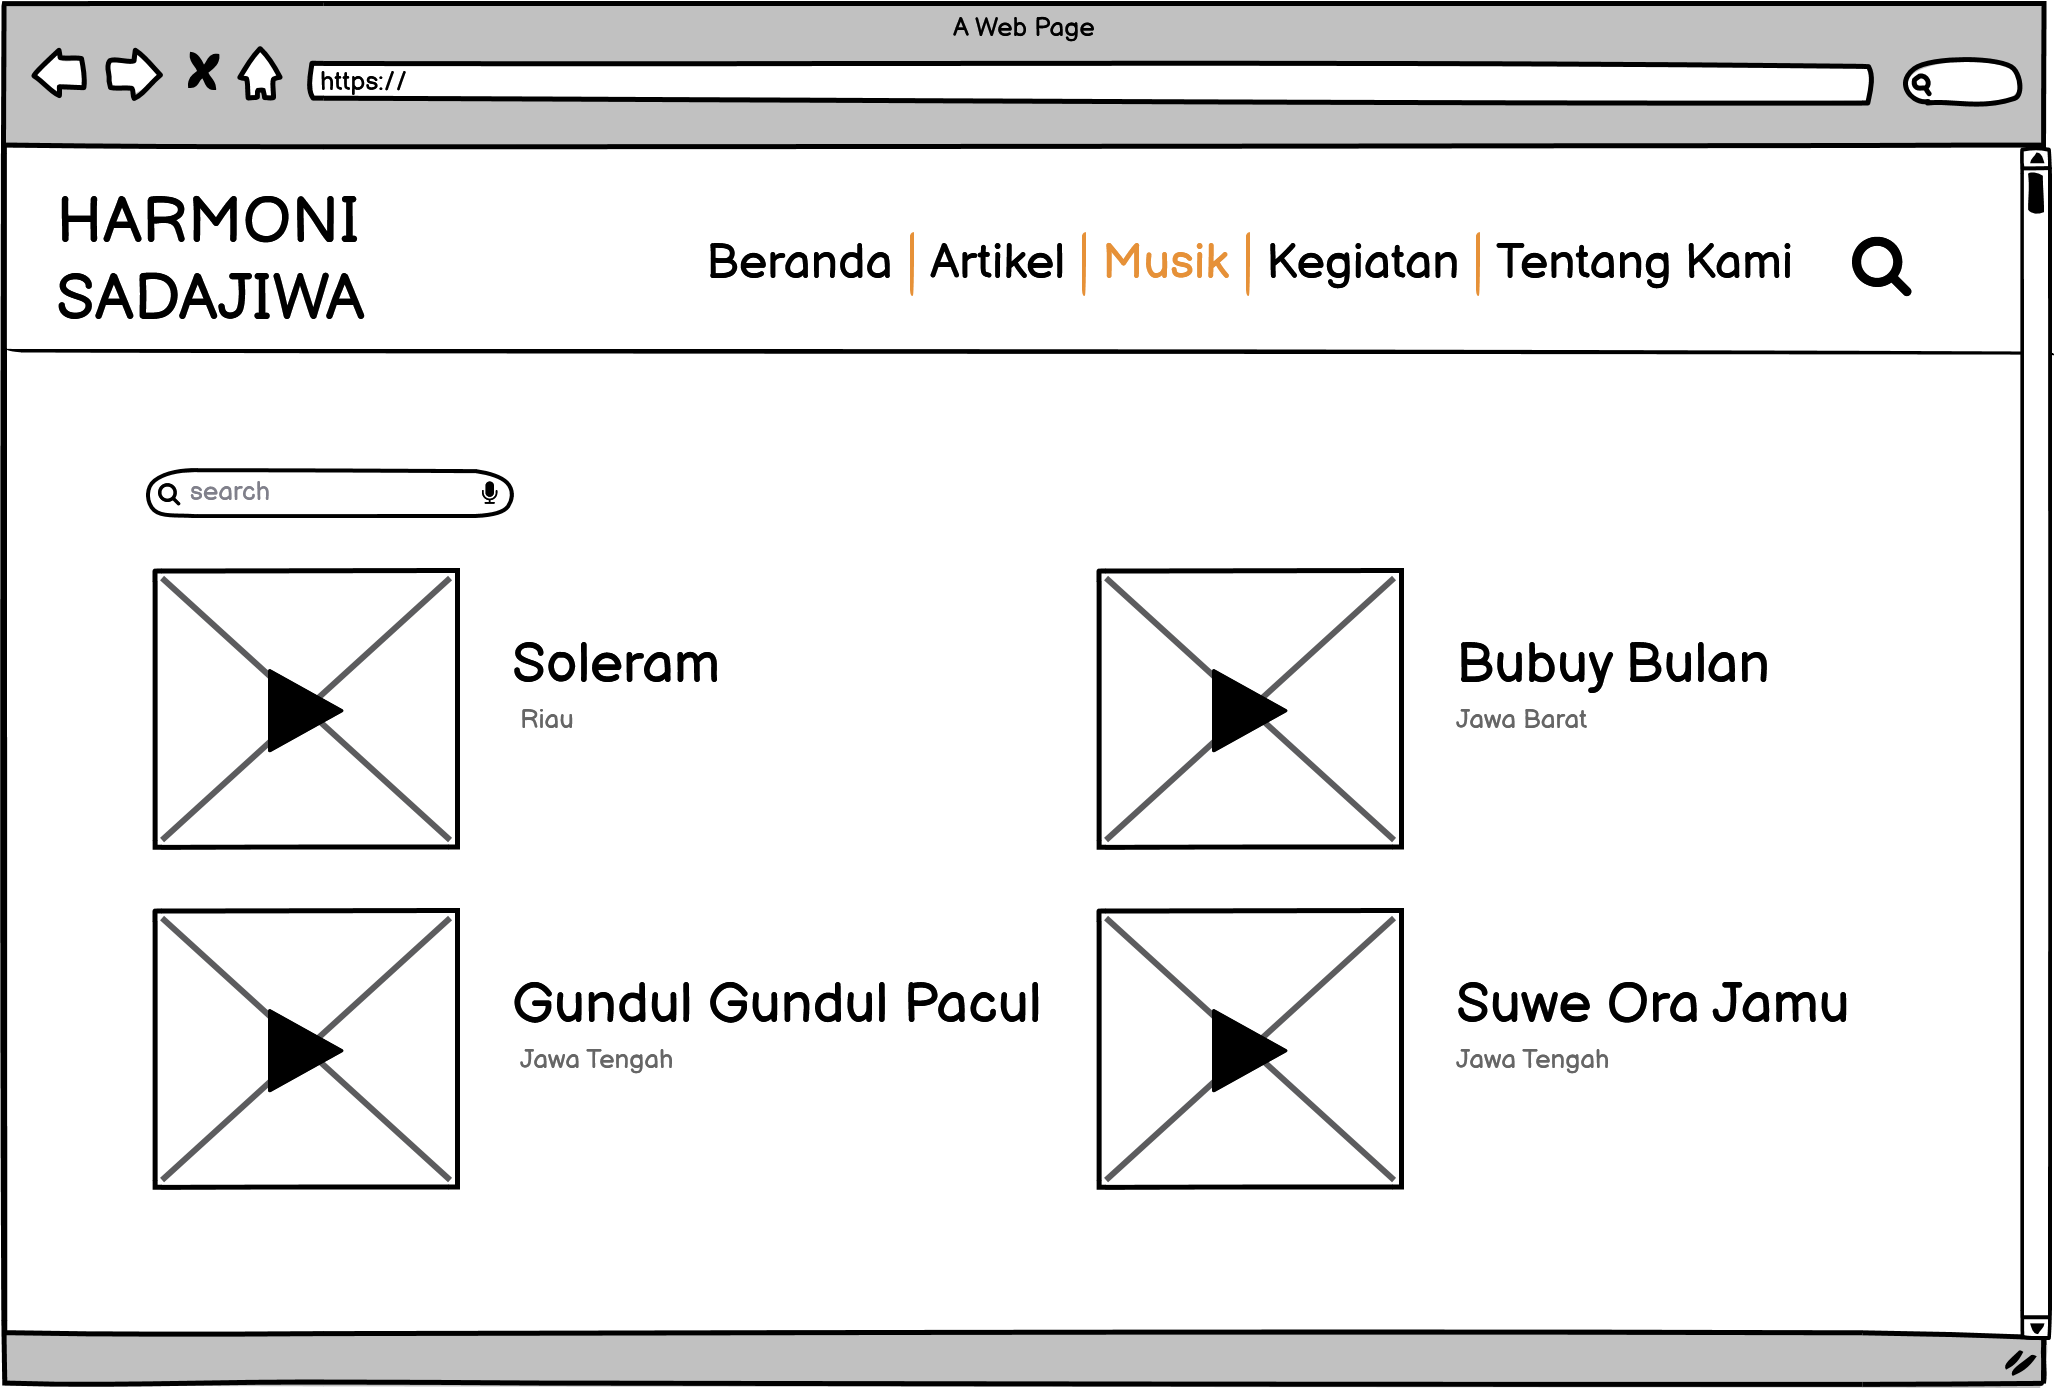 A Web Page
https://
HARMONI
SADAJIWA
Beranda
Artikel
Musik
Kegiatan
Tentang Kami
search
Soleram
Riau
Bubuy Bulan
Jawa Barat
Gundul Gundul Pacul
Jawa Tengah
Suwe Ora Jamu
Jawa Tengah